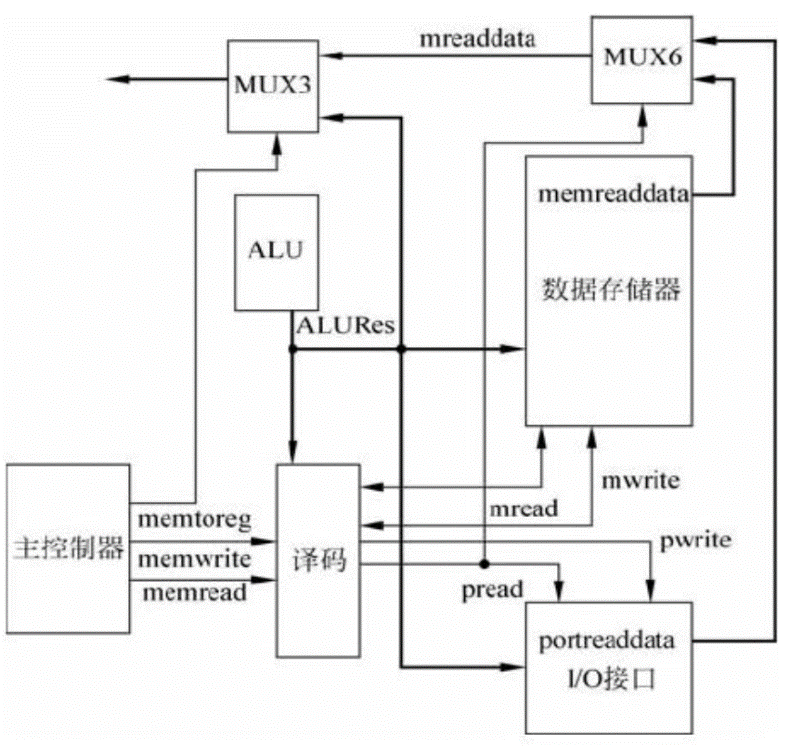 mreaddata
MUX6
MUX3
memreaddata
ALU
数据存储器
ALURes
mwrite
mread
memtoreg
主控制器
memwrite
译码
pwrite
memread
pread
portreaddata
I/O接口